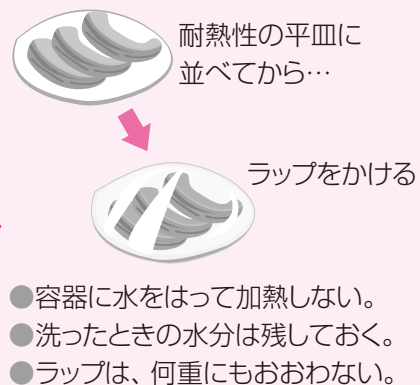 耐熱性の平皿に
並べてから…
ラップをかける
●容器に水をはって加熱しない。
●洗ったときの水分は残しておく。
●ラップは、何重にもおおわない。